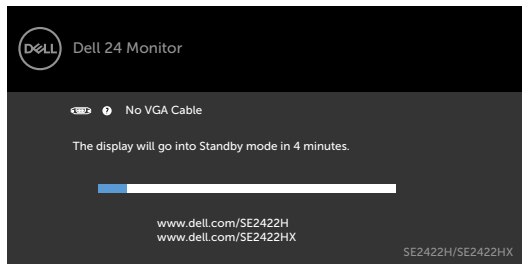 DELL
Dell 24 Monitor
? No VGA Cable
The display will go into Standby mode in 4 minutes.
www.dell.com/SE2422H
www.dell.com/SE2422HX
SE2422H/SE2422HX